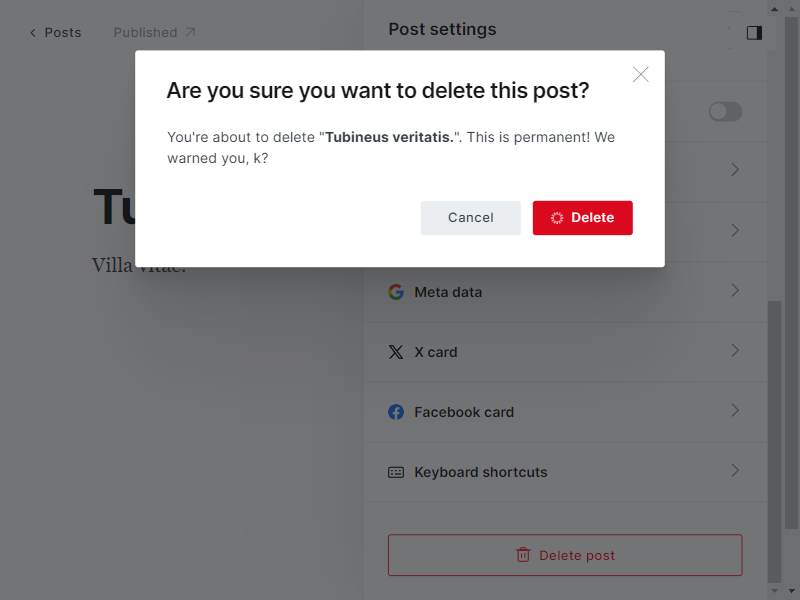 Posts
Published
Post settings
Are you sure you want to delete this post?
You're about to delete "Tubineus veritatis.". This is permanent! We
warned you, k?
Cancel
Delete
Tu
Villa vitae.
Meta data
X card
Facebook card
Keyboard shortcuts
Delete post